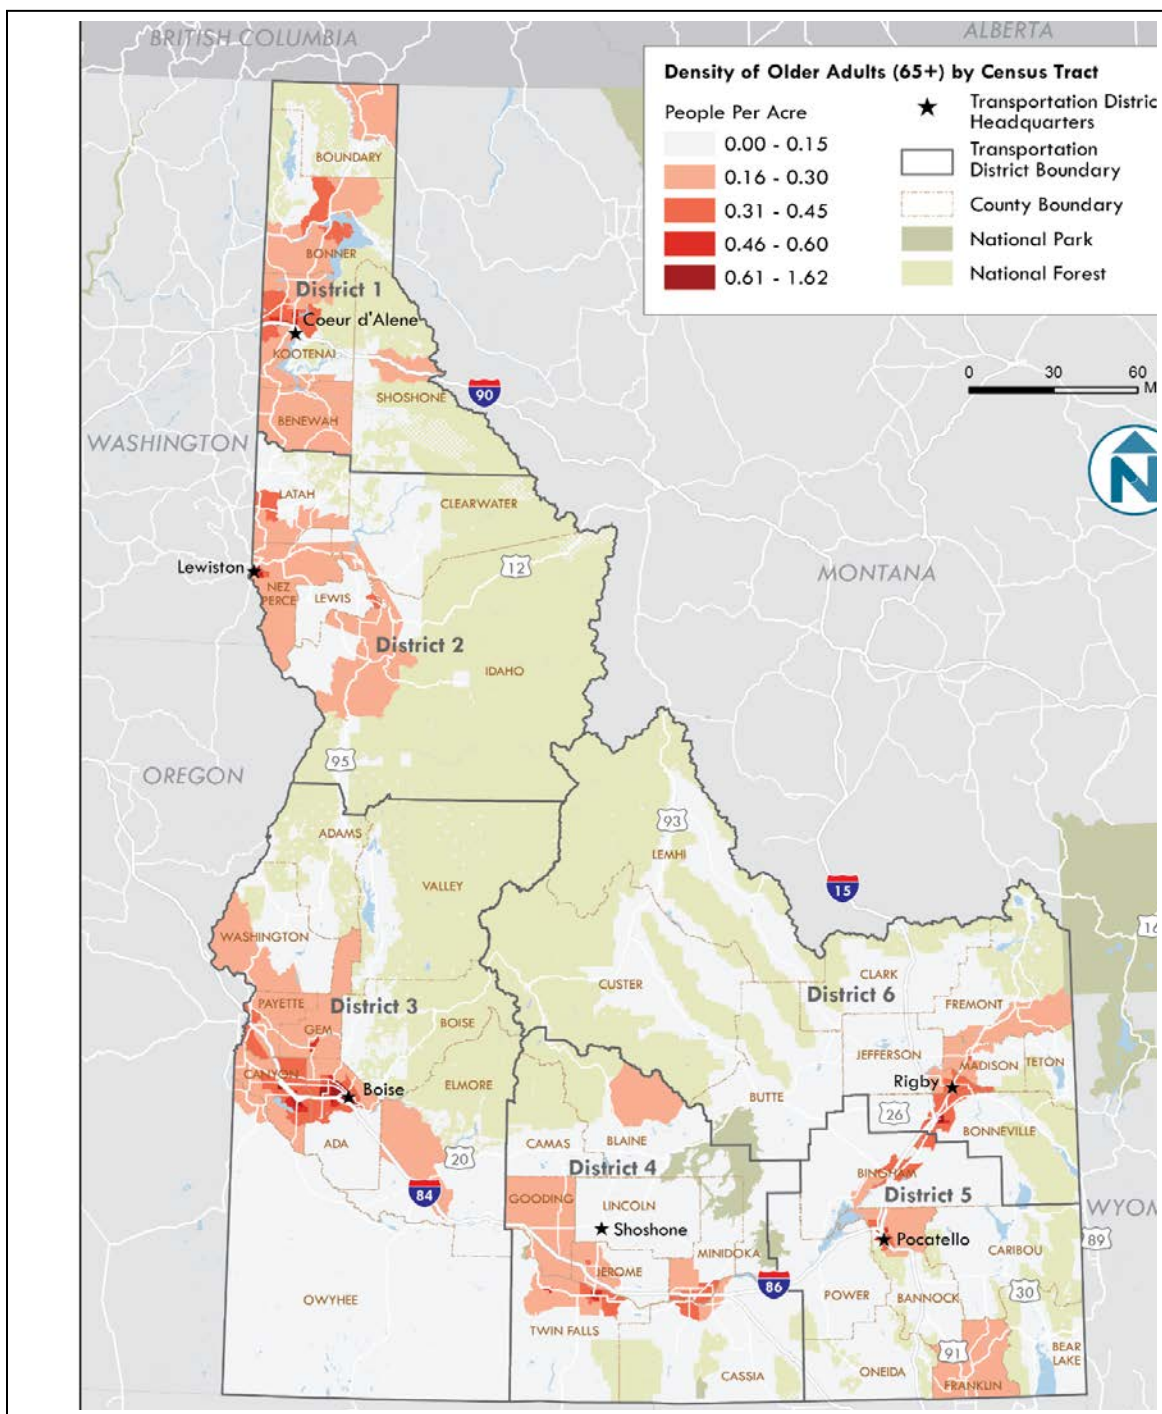 BRITISH COLUMBIA
ALBERTA
Density of Older Adults (65+) by Census Tract
People Per Acre
0.00 - 0.15
0.16 - 0.30
0.31 - 0.45
0.46 - 0.60
0.61 - 1.62
Transportation Distric
Headquarters
Transportation
District Boundary
County Boundary
National Park
National Forest
0 30 60
M
N
BOUNDARY
BONNER
District 1
Coeur d'Alene
KOOTENAI
SHOSHONE
90
BENEWAH
WASHINGTON
LATAH
CLEARWATER
Lewiston
12
NEZ
PERCE
LEWIS
MONTANA
District 2
IDAHO
95
OREGON
ADAMS
93
LEMHI
VALLEY
15
WASHINGTON
16
CLARK
CUSTER
District 6
PAYETTE
District 3
FREMONT
GEM
BOISE
JEFFERSON
MADISON
TETON
CANYON
Boise
ELMORE
Rigby
BUTTE
26
BONNEVILLE
ADA
CAMAS
BLAINE
20
District 4
BINGHAM
District 5
84
GOODING
LINCOLN
WYOM
Shoshone
Pocatello
89
MINIDOKA
CARIBOU
JEROME
86
OWYHEE
POWER
BANNOCK
30
TWIN FALLS
91
BEAR
LAKE
CASSIA
ONEIDA
FRANKLIN